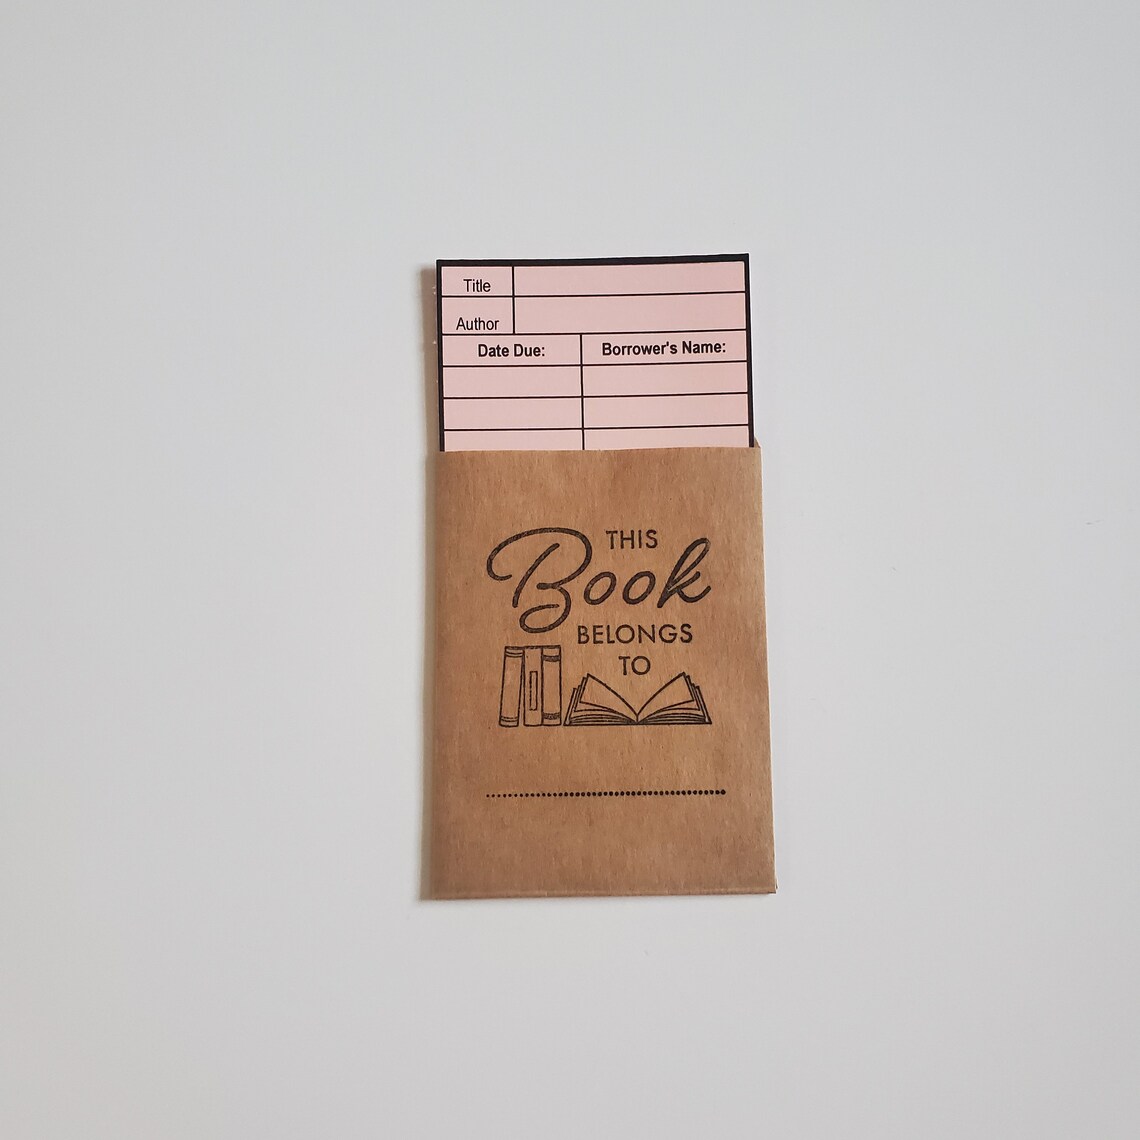 Title
Author
Date Due: Borrower's Name:
THIS
Book
BELONGS
TO